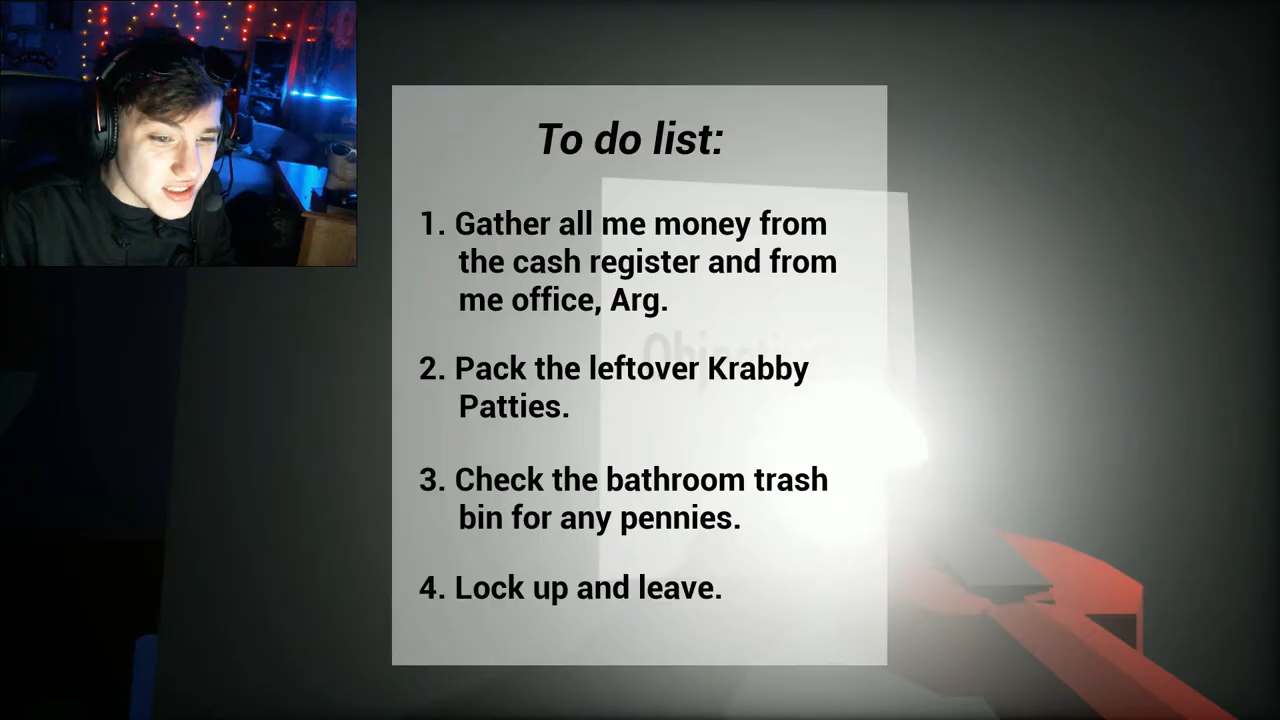 To do list:
1. Gather all me money from
the cash register and from
me office, Arg.
2. Pack the leftover Krabby
Patties.
3. Check the bathroom trash
bin for any pennies.
4. Lock up and leave.